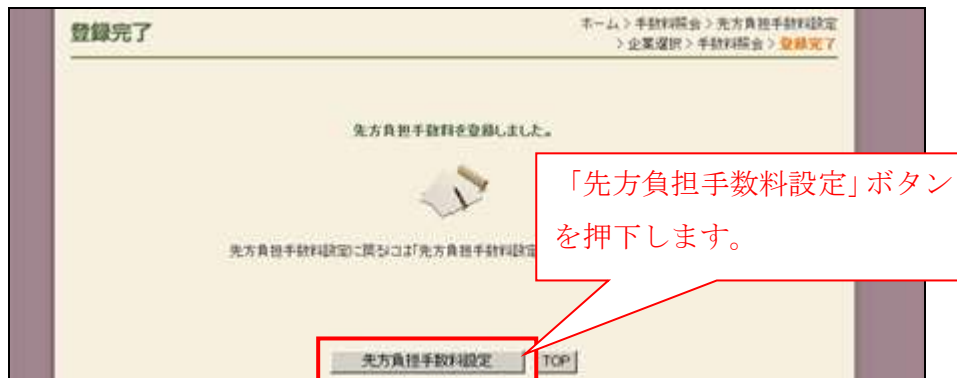 登録完了
ホーム > 手数料照会 > 先方負担手数料設定
> 企業選択 > 手数料照会 > 登録完了
先方負担手数料を登録しました。
「先方負担手数料設定」ボタン
を押下します。
先方負担手数料設定に戻るには「先方負担手数料設定
先方負担手数料設定
TOP